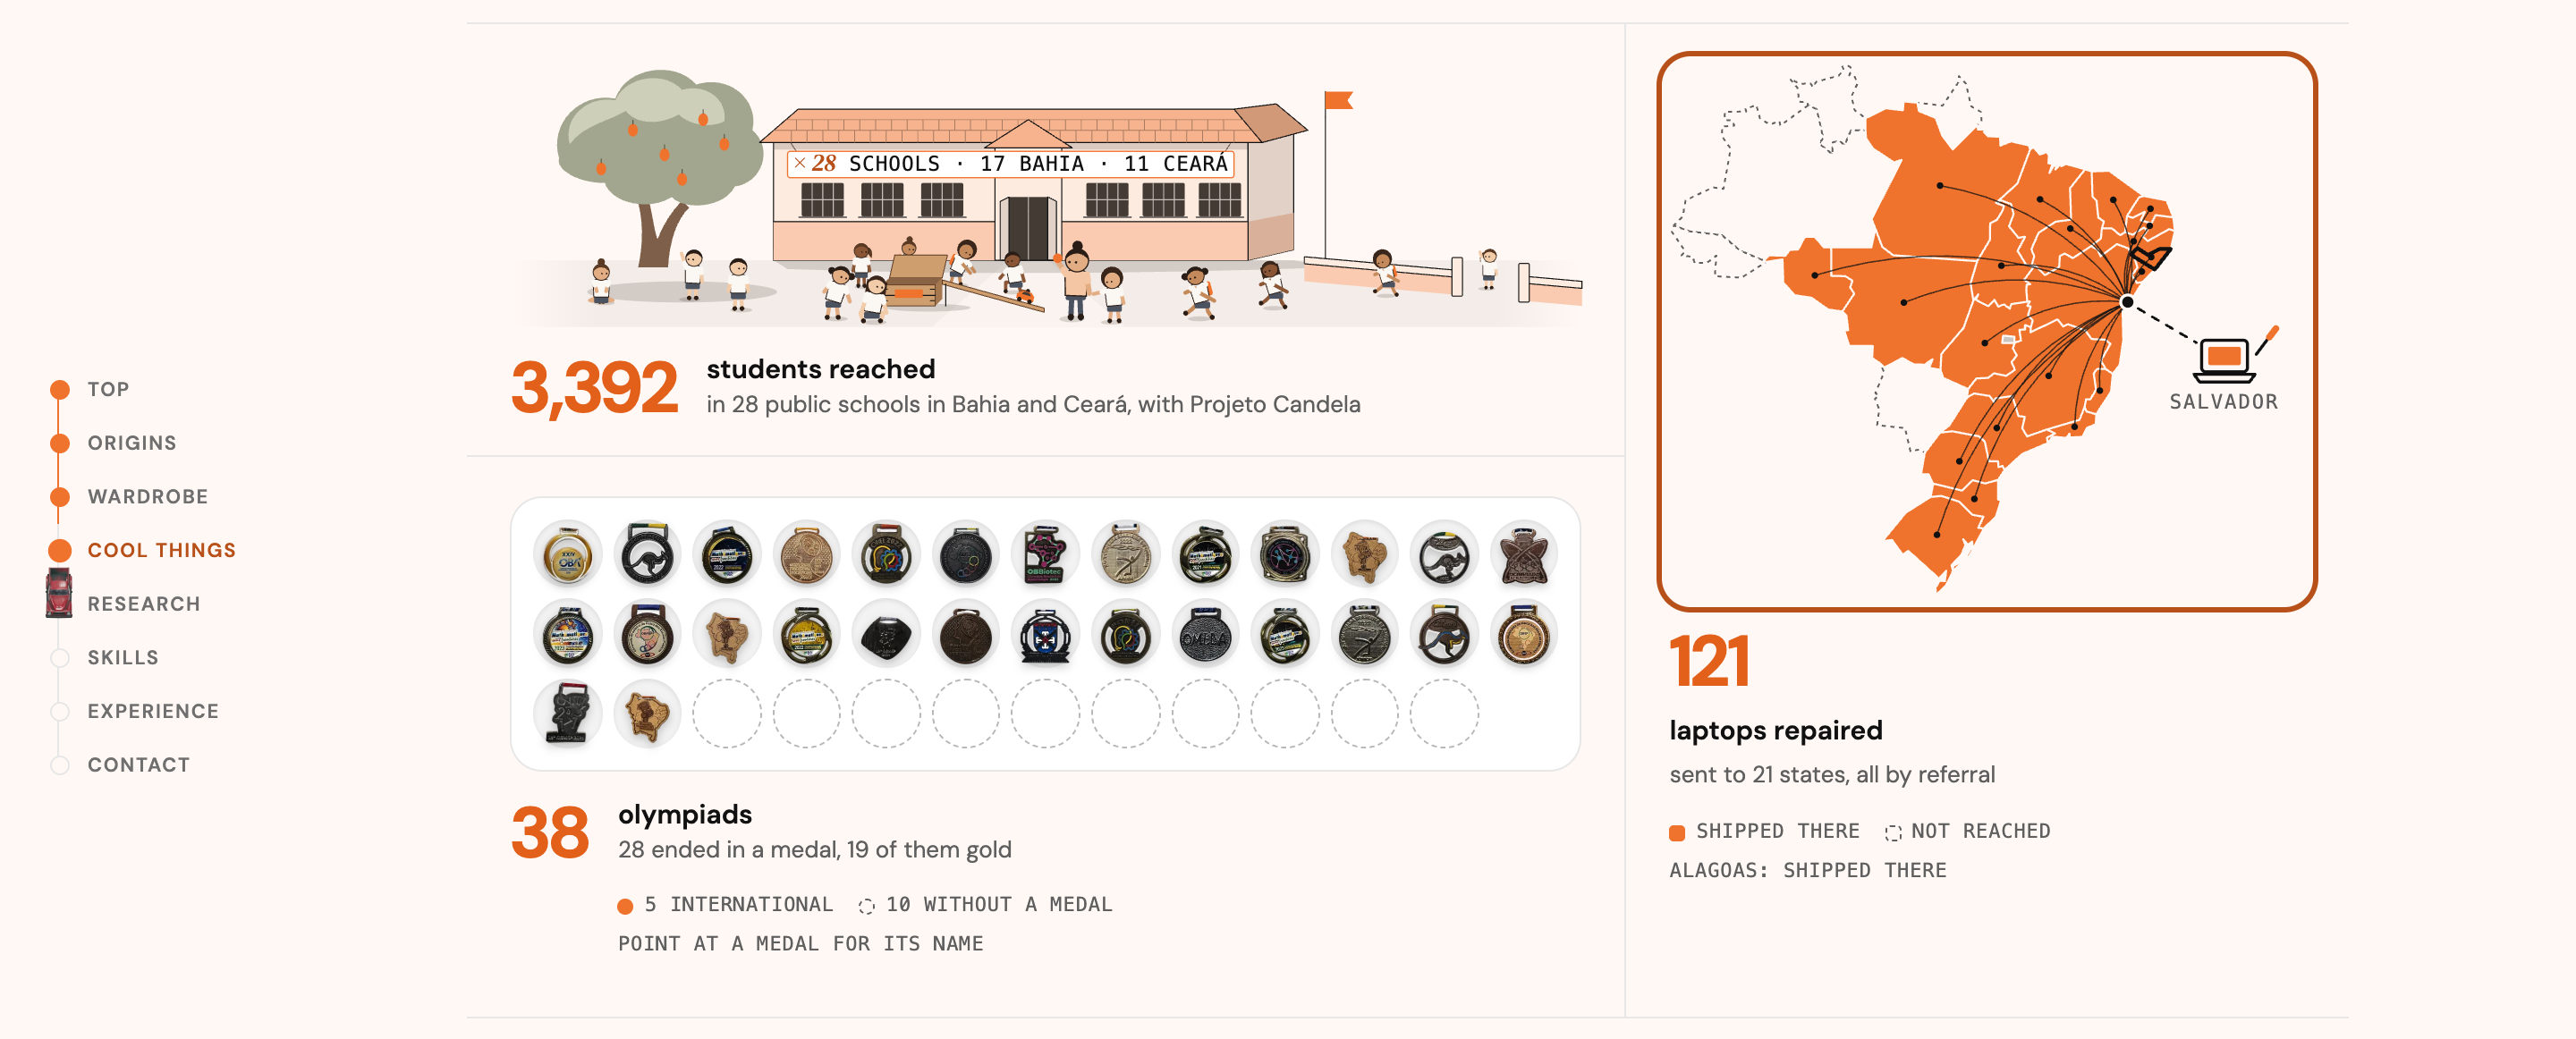 TOP
ORIGINS
WARDROBE
COOL THINGS
RESEARCH
SKILLS
EXPERIENCE
CONTACT
× 28 SCHOOLS · 17 BAHIA · 11 CEARÁ
3,392
students reached
in 28 public schools in Bahia and Ceará, with Projeto Candela
38
olympiads
28 ended in a medal, 19 of them gold
5 INTERNATIONAL
10 WITHOUT A MEDAL
POINT AT A MEDAL FOR ITS NAME
SALVADOR
121
laptops repaired
sent to 21 states, all by referral
SHIPPED THERE
NOT REACHED
ALAGOAS: SHIPPED THERE